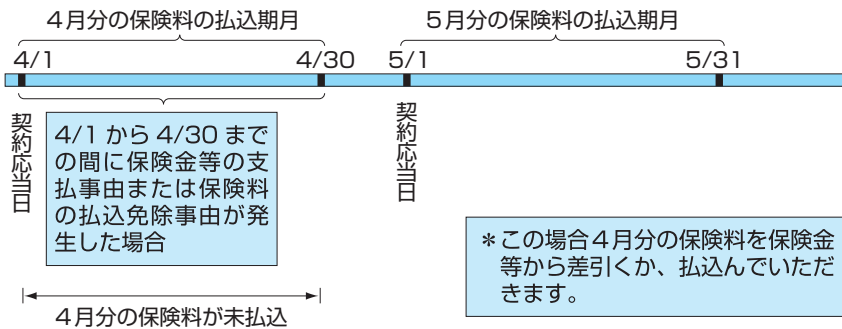 4月分の保険料の払込期月
5月分の保険料の払込期月
4/1
4/30
5/1
5/31
契約応当日
4/1から4/30まで
の間に保険金等の支
払事由または保険料
の払込免除事由が発
生した場合
契約応当日
*この場合4月分の保険料を保険金
等から差引くか、払込んでいただ
きます。
4月分の保険料が未払込